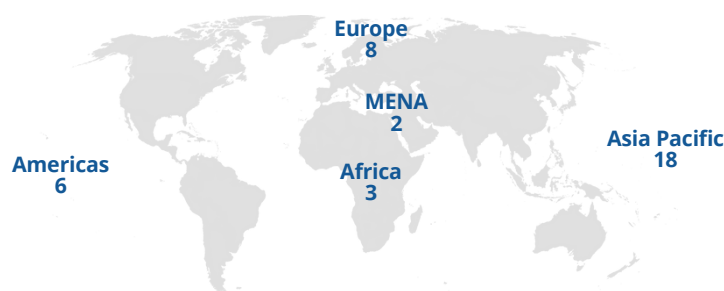 Europe
8
MENA
2
Asia Pacific
18
Americas
6
Africa
3